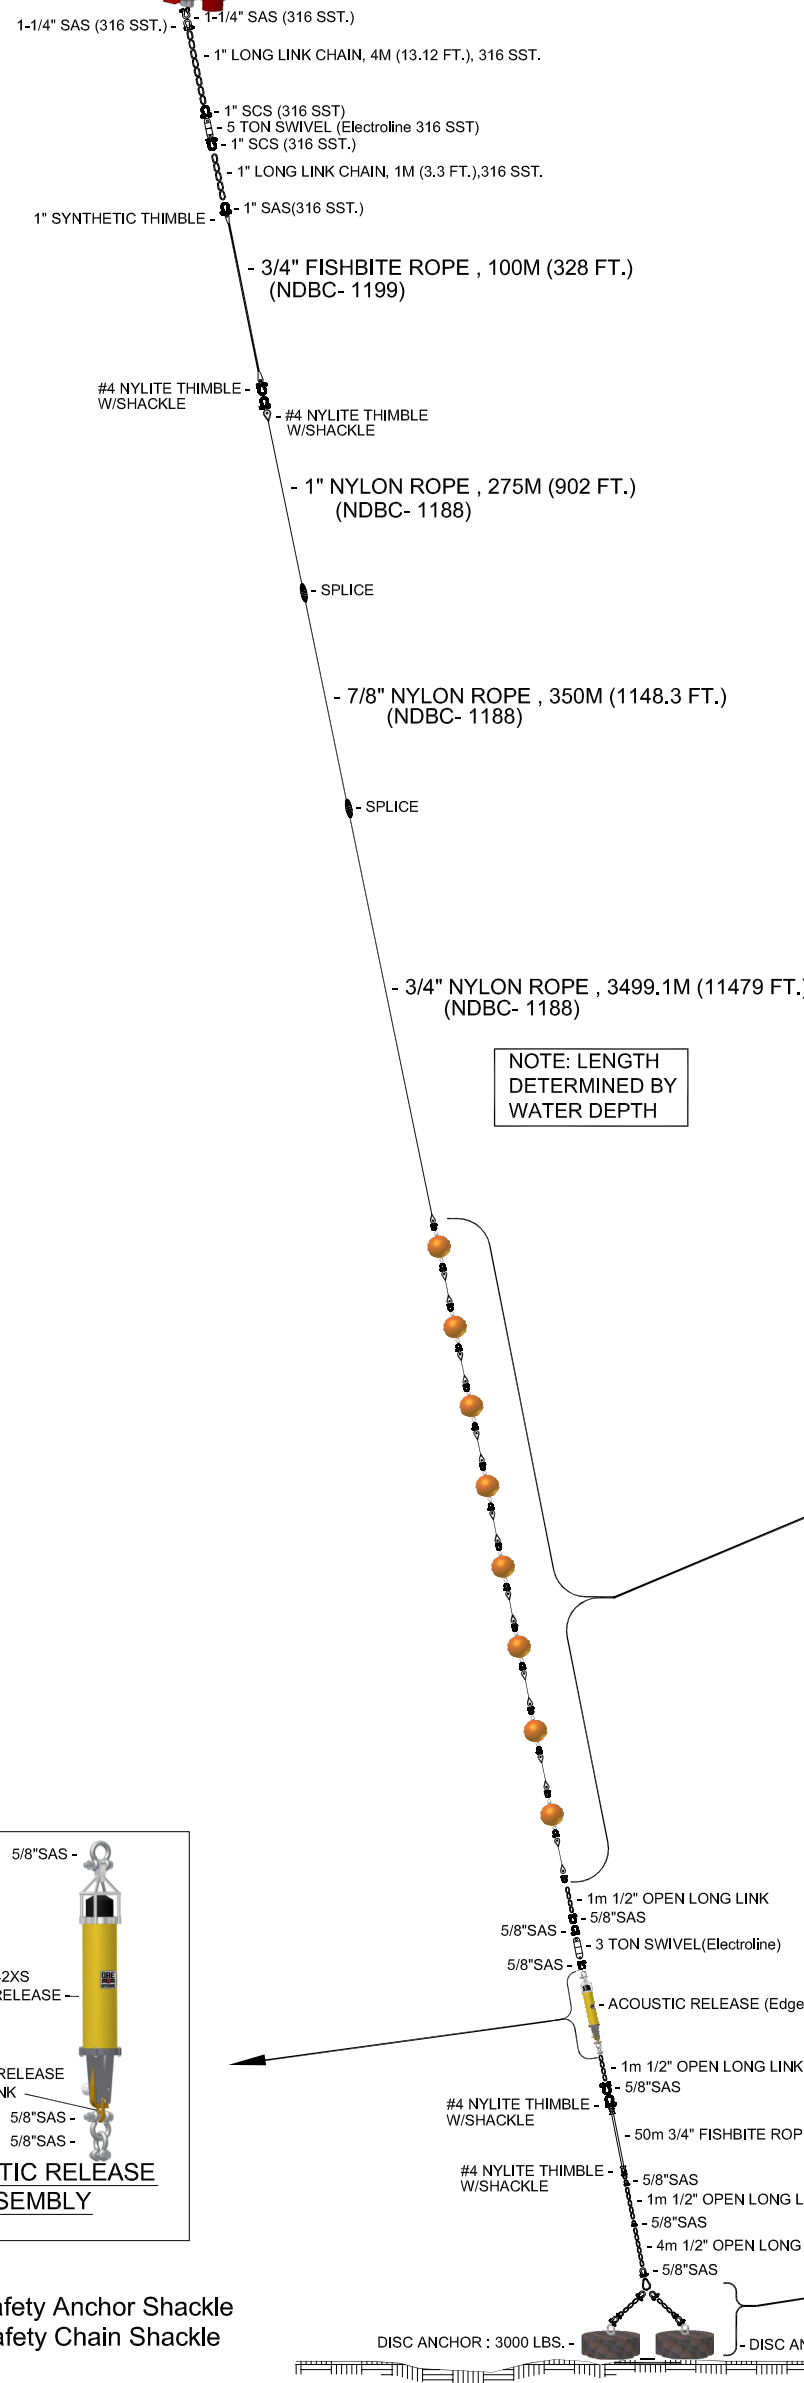 1-1/4" SAS (316 SST.) -
- 1-1/4" SAS (316 SST.)
- 1" LONG LINK CHAIN, 4M (13.12 FT.), 316 SST.
- 1" SCS (316 SST)
- 5 TON SWIVEL (Electroline 316 SST)
- 1" SCS (316 SST.)
- 1" LONG LINK CHAIN, 1M (3.3 FT.),316 SST.
- 1" SAS(316 SST.)
1" SYNTHETIC THIMBLE -
- 3/4" FISHBITE ROPE , 100M (328 FT.)
(NDBC- 1199)
#4 NYLITE THIMBLE -
W/SHACKLE
- #4 NYLITE THIMBLE
W/SHACKLE
- 1" NYLON ROPE , 275M (902 FT.)
(NDBC- 1188)
- SPLICE
- 7/8" NYLON ROPE , 350M (1148.3 FT.)
(NDBC- 1188)
- SPLICE
- 3/4" NYLON ROPE , 3499.1M (11479 FT.)
(NDBC- 1188)
NOTE: LENGTH
DETERMINED BY
WATER DEPTH
- 1m 1/2" OPEN LONG LINK
- 5/8"SAS
5/8"SAS -
- 3 TON SWIVEL(Electroline)
5/8"SAS -
- ACOUSTIC RELEASE (Edge
- 1m 1/2" OPEN LONG LINK
- 5/8"SAS
#4 NYLITE THIMBLE -
W/SHACKLE
- 50m 3/4" FISHBITE ROP
#4 NYLITE THIMBLE -
W/SHACKLE
- 5/8"SAS
- 1m 1/2" OPEN LONG L
- 5/8"SAS
- 4m 1/2" OPEN LONG
- 5/8"SAS
DISC ANCHOR : 3000 LBS. -
- DISC AN
5/8"SAS -
42XS
RELEASE -
ORE
RELEASE
NK
5/8"SAS -
5/8"SAS -
TIC RELEASE
SEMBLY
afety Anchor Shackle
afety Chain Shackle